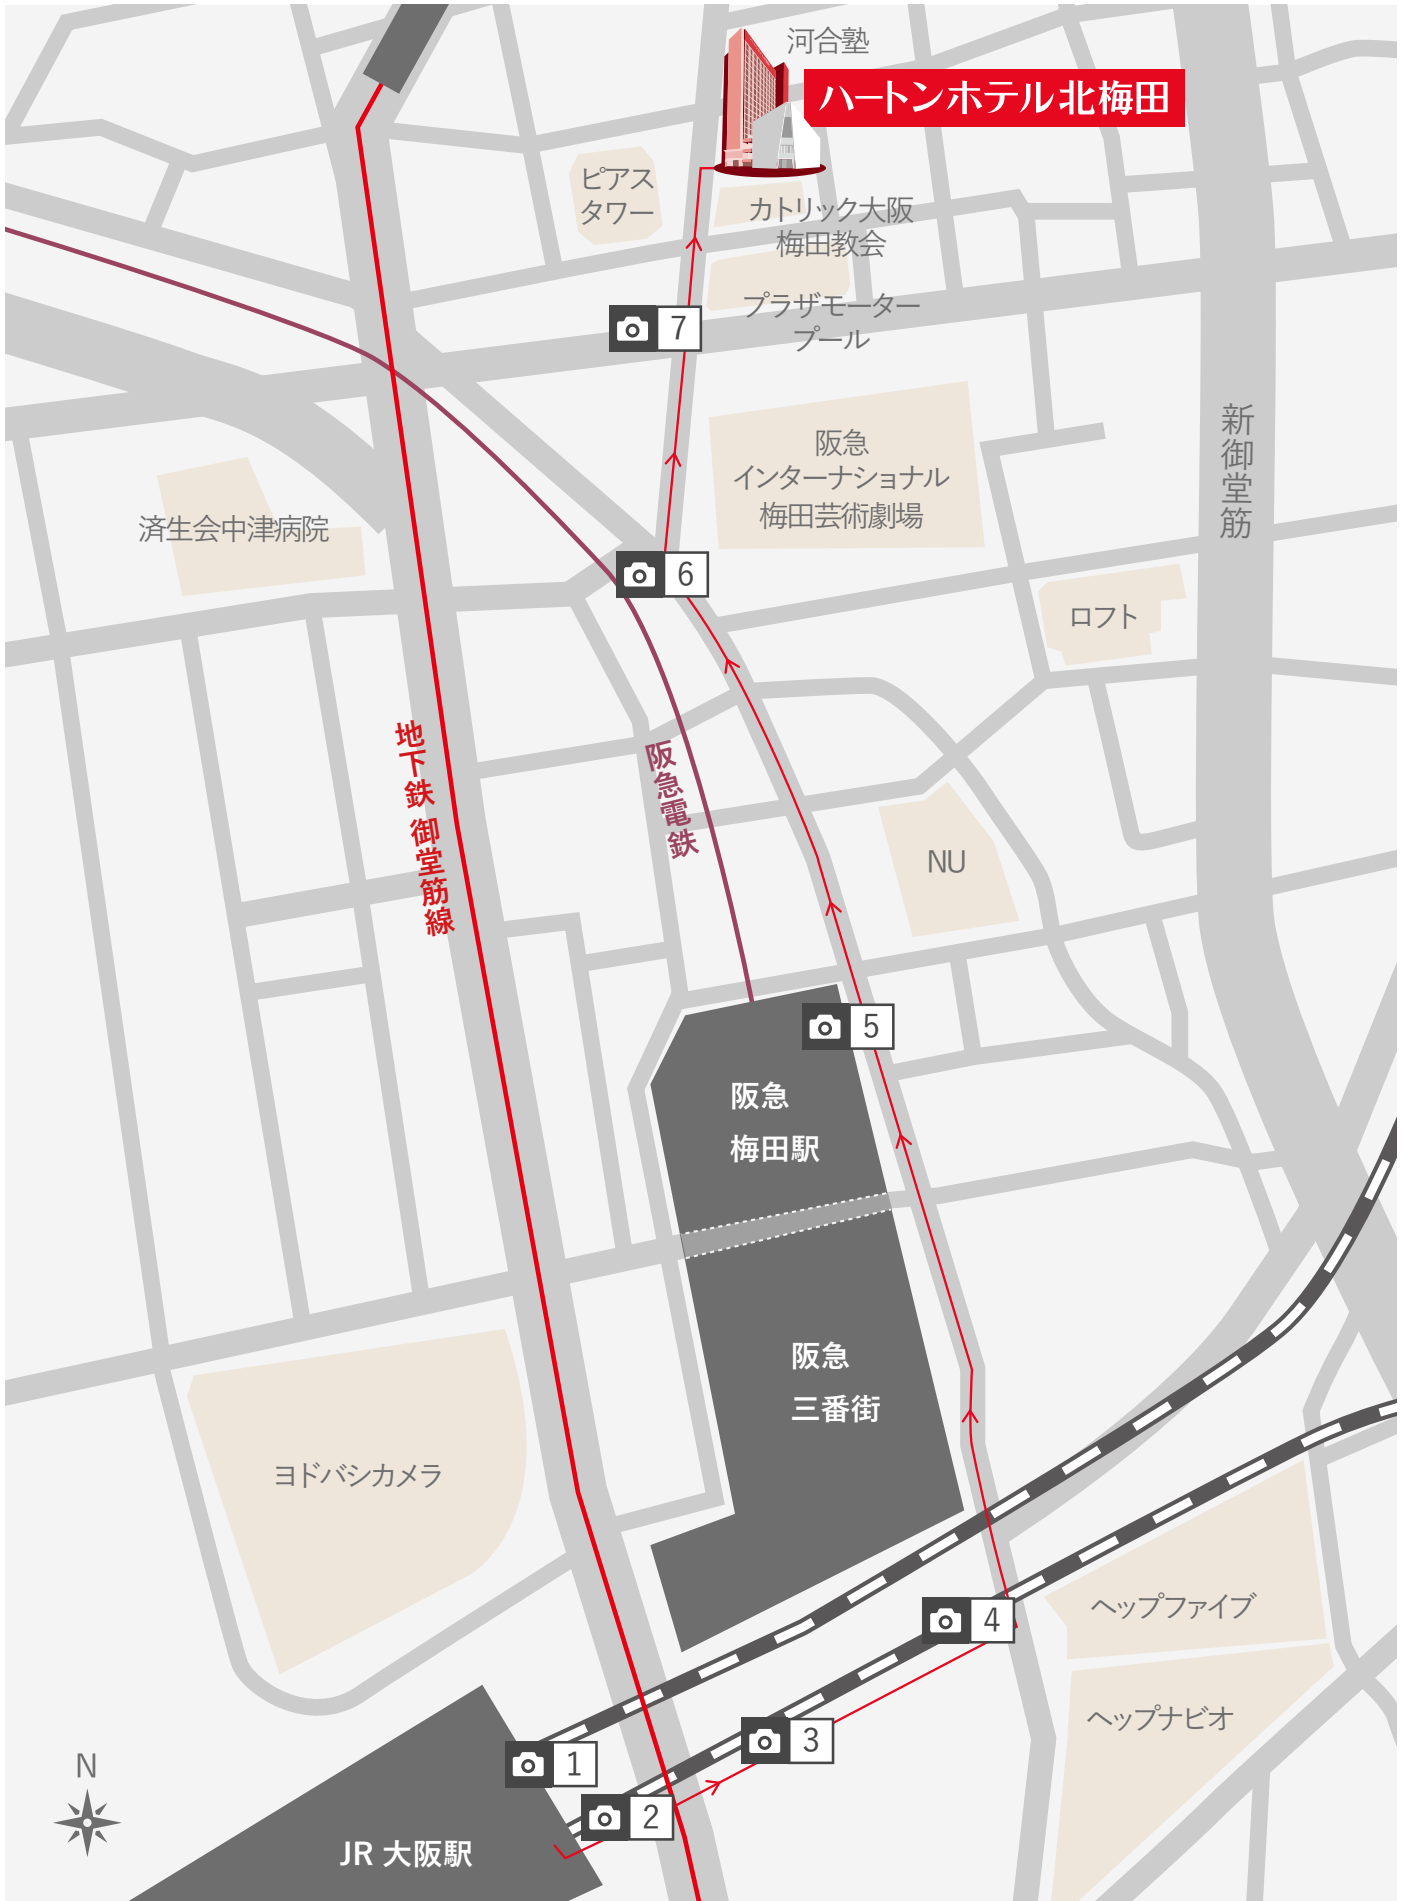 河合塾
ハートンホテル北梅田
ピアス
タワー
カトリック大阪
梅田教会
プラザモーター
プール
7
阪急
インターナショナル
梅田芸術劇場
新御堂筋
済生会中津病院
6
ロフト
地下鉄 御堂筋線
阪急電鉄
NU
5
阪急
梅田駅
阪急
三番街
ヨドバシカメラ
4
ヘップファイブ
ヘップナビオ
3
N
1
2
JR 大阪駅